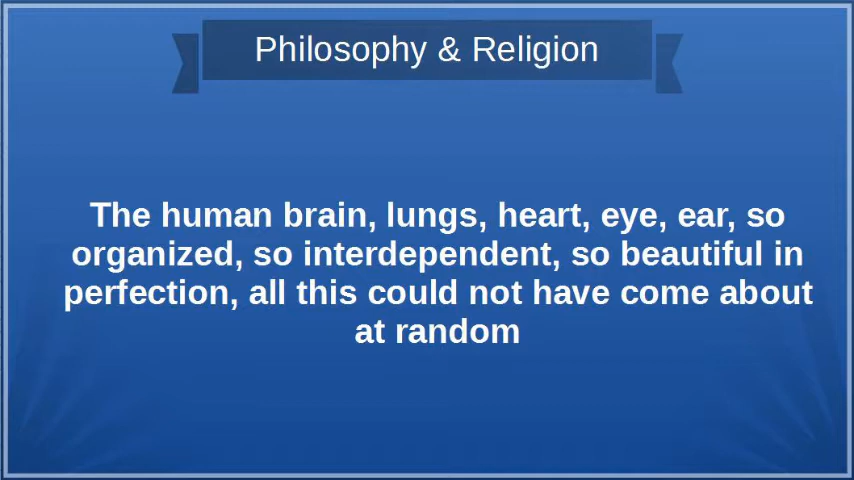 Philosophy & Religion
The human brain, lungs, heart, eye, ear, so
organized, so interdependent, so beautiful in
perfection, all this could not have come about
at random